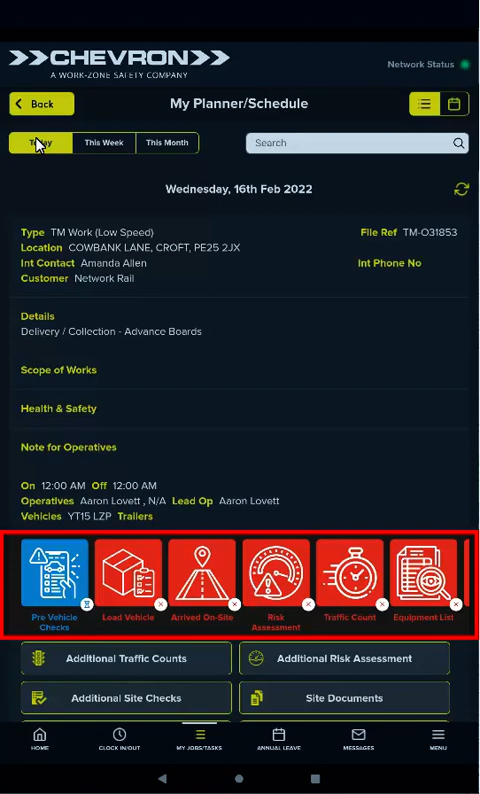 CHEVRON
A WORK-ZONE SAFETY COMPANY
Network Status
Back
My Planner/Schedule
Today
This Week
This Month
Search
Wednesday, 16th Feb 2022
Type TM Work (Low Speed)
File Ref TM-O31853
Location COWBANK LANE, CROFT, PE25 2JX
Int Contact Amanda Allen
Int Phone No
Customer Network Rail
Details
Delivery / Collection - Advance Boards
Scope of Works
Health & Safety
Note for Operatives
On 12:00 AM Off 12:00 AM
Operatives Aaron Lovett , N/A Lead Op Aaron Lovett
Vehicles YT15 LZP Trailers
Pre Vehicle
Checks
Load Vehicle
Arrived On-Site
Risk
Assessment
Traffic Count
Equipment List
Additional Traffic Counts
Additional Risk Assessment
Additional Site Checks
Site Documents
HOME
CLOCK IN/OUT
MY JOBS/TASKS
ANNUAL LEAVE
MESSAGES
MENU